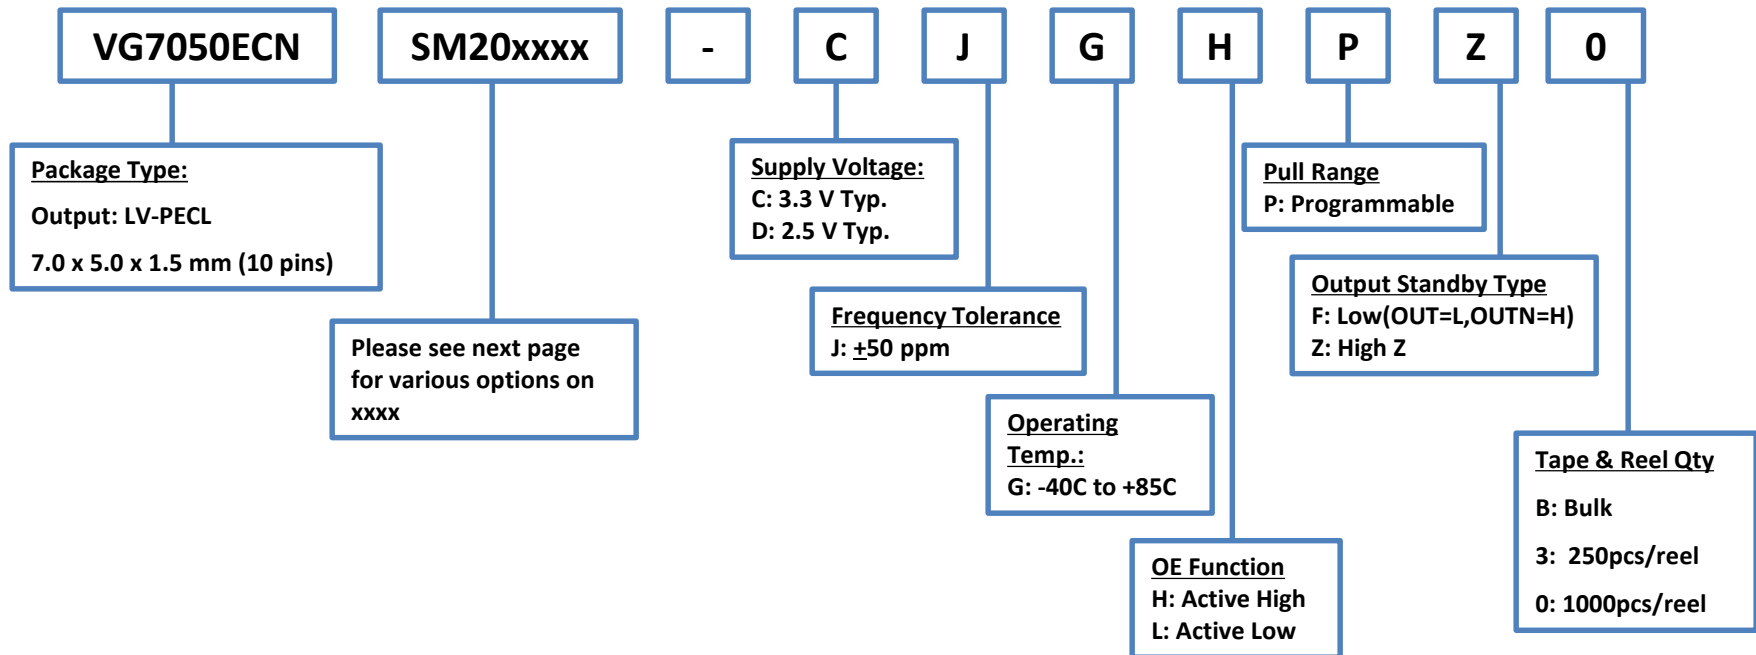 VG7050ECN SM20xxxx - C J G H P Z 0
Package Type:
Output: LV-PECL
7.0 x 5.0 x 1.5 mm (10 pins)
Please see next page
for various options on
xxxx
Supply Voltage:
C: 3.3 V Typ.
D: 2.5 V Typ.
Frequency Tolerance
J: ±50 ppm
Operating
Temp.:
G: -40C to +85C
OE Function
H: Active High
L: Active Low
Pull Range
P: Programmable
Output Standby Type
F: Low(OUT=L,OUTN=H)
Z: High Z
Tape & Reel Qty
B: Bulk
3: 250pcs/reel
0: 1000pcs/reel